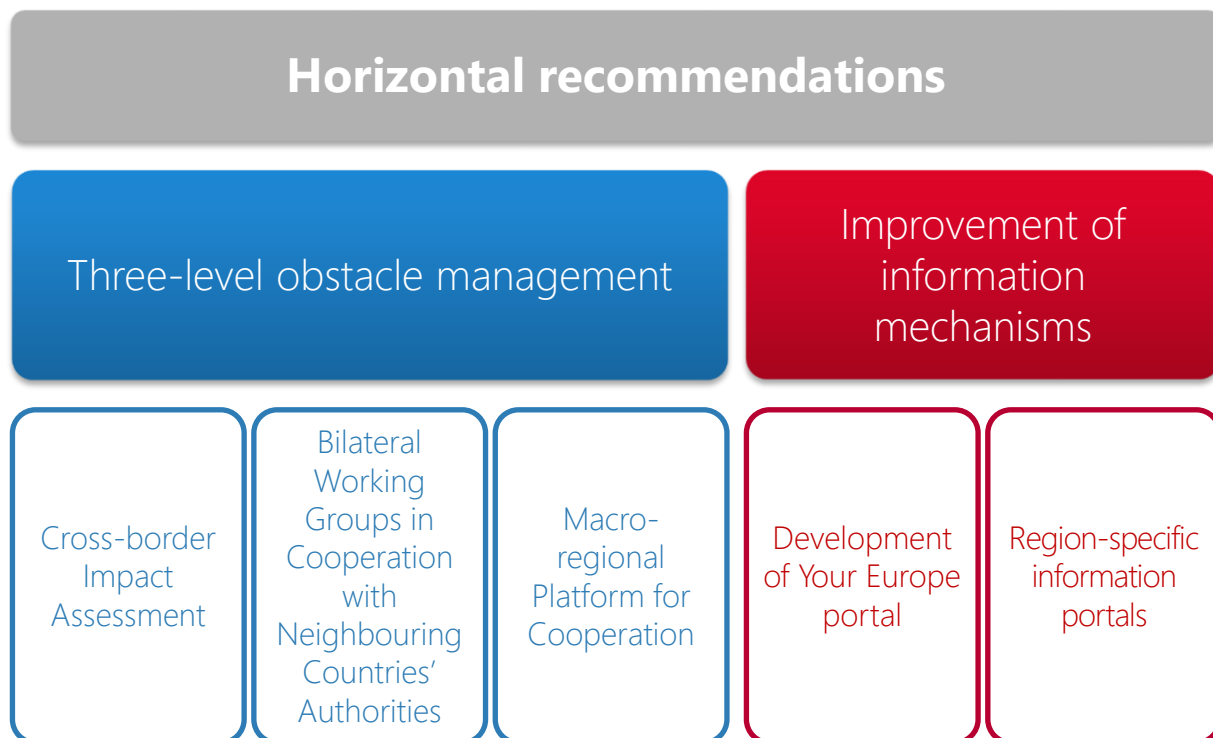 Horizontal recommendations
Three-level obstacle management
Improvement of
information
mechanisms
Cross-border
Impact
Assessment
Bilateral
Working
Groups in
Cooperation
with
Neighbouring
Countries’
Authorities
Macro-
regional
Platform for
Cooperation
Development
of Your Europe
portal
Region-specific
information
portals